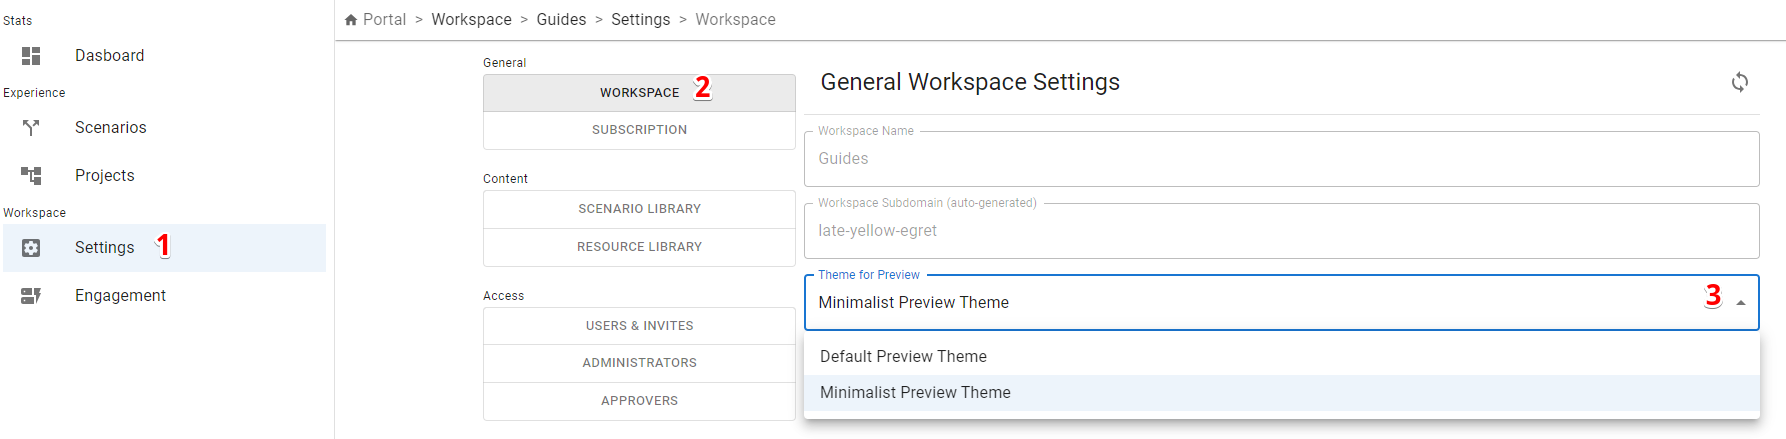 Stats
Dasboard
Experience
Scenarios
Projects
Workspace
Settings 1
Engagement
Portal > Workspace > Guides > Settings > Workspace
General
WORKSPACE 2
SUBSCRIPTION
Content
SCENARIO LIBRARY
RESOURCE LIBRARY
Access
USERS & INVITES
ADMINISTRATORS
APPROVERS
General Workspace Settings
Workspace Name
Guides
Workspace Subdomain (auto-generated)
late-yellow-egret
Theme for Preview
Minimalist Preview Theme 3
Default Preview Theme
Minimalist Preview Theme